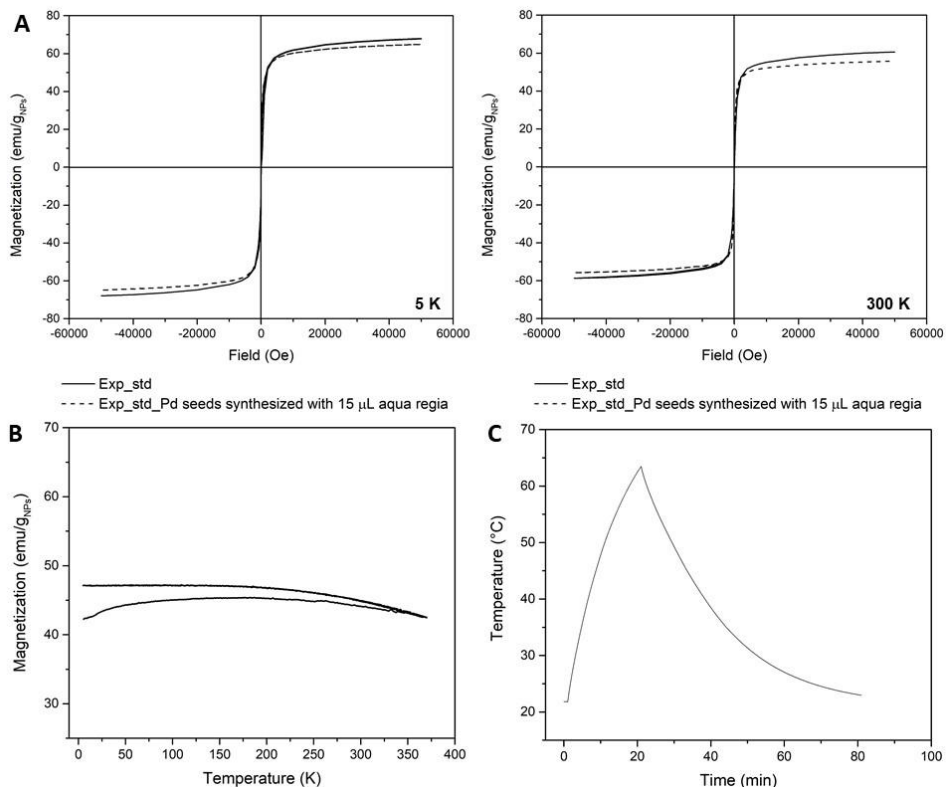 A
Magnetization (emu/g_NPs)
80
60
40
20
0
-20
-40
-60
-80
5 K
-60000 -40000 -20000 0 20000 40000 60000
Field (Oe)
Magnetization (emu/g_NPs)
80
60
40
20
0
-20
-40
-60
-80
300 K
-60000 -40000 -20000 0 20000 40000 60000
Field (Oe)
Exp_std
Exp_std_Pd seeds synthesized with 15 μL aqua regia
Exp_std
Exp_std_Pd seeds synthesized with 15 μL aqua regia
B
Magnetization (emu/g_NPs)
70
60
50
40
30
0 50 100 150 200 250 300 350 400
Temperature (K)
C
Temperature (°C)
70
60
50
40
30
20
0 20 40 60 80 100
Time (min)